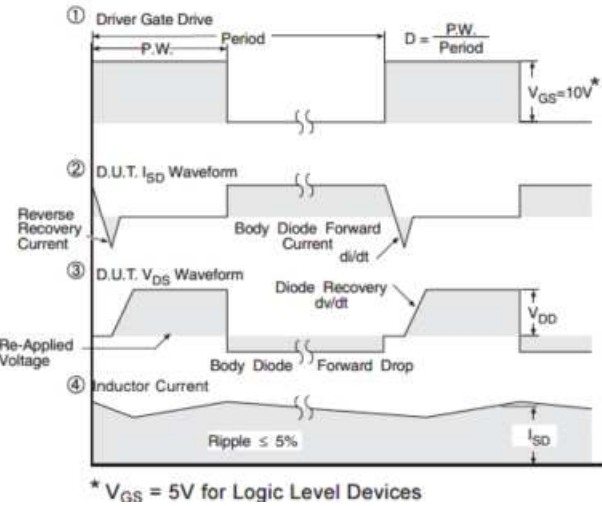 ① Driver Gate Drive
P.W.
Period
D = P.W.
Period
V_GS=10V*
② D.U.T. I_SD Waveform
Reverse
Recovery
Current
Body Diode Forward
Current
di/dt
③ D.U.T. V_DS Waveform
Diode Recovery
dv/dt
V_DD
Re-Applied
Voltage
Body Diode Forward Drop
④ Inductor Current
Ripple ≤ 5%
I_SD
* V_GS = 5V for Logic Level Devices